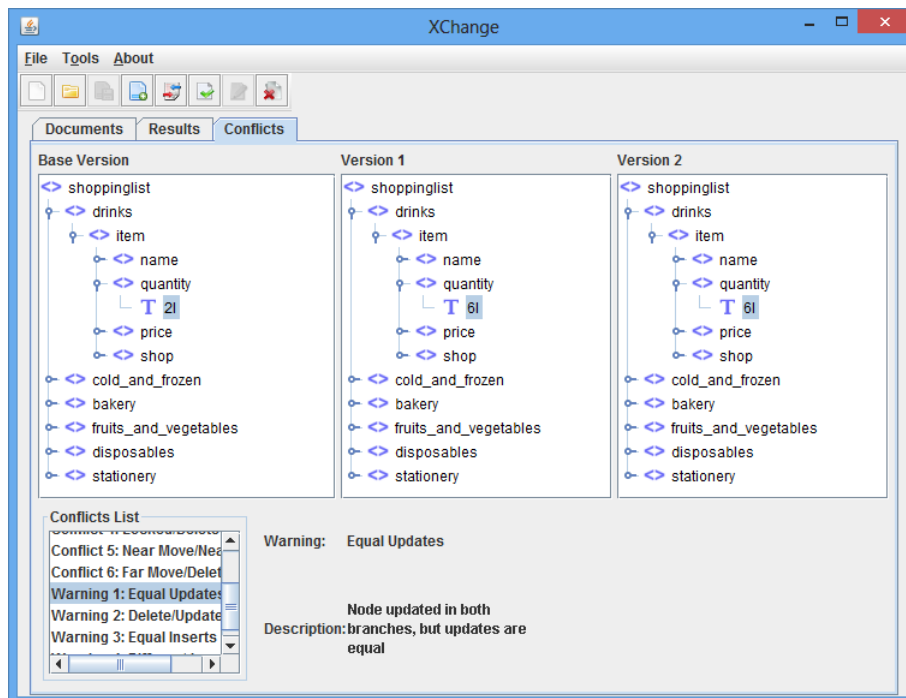 XChange
File Tools About
Documents Results Conflicts
Base Version
<> shoppinglist
<> drinks
<> item
<> name
<> quantity
T 2l
<> price
<> shop
<> cold_and_frozen
<> bakery
<> fruits_and_vegetables
<> disposables
<> stationery
Version 1
<> shoppinglist
<> drinks
<> item
<> name
<> quantity
T 6l
<> price
<> shop
<> cold_and_frozen
<> bakery
<> fruits_and_vegetables
<> disposables
<> stationery
Version 2
<> shoppinglist
<> drinks
<> item
<> name
<> quantity
T 6l
<> price
<> shop
<> cold_and_frozen
<> bakery
<> fruits_and_vegetables
<> disposables
<> stationery
Conflicts List
Conflict 5: Near Move/Nea
Conflict 6: Far Move/Delet
Warning 1: Equal Updates
Warning 2: Delete/Update
Warning 3: Equal Inserts
Warning: Equal Updates
Description: Node updated in both
branches, but updates are
equal